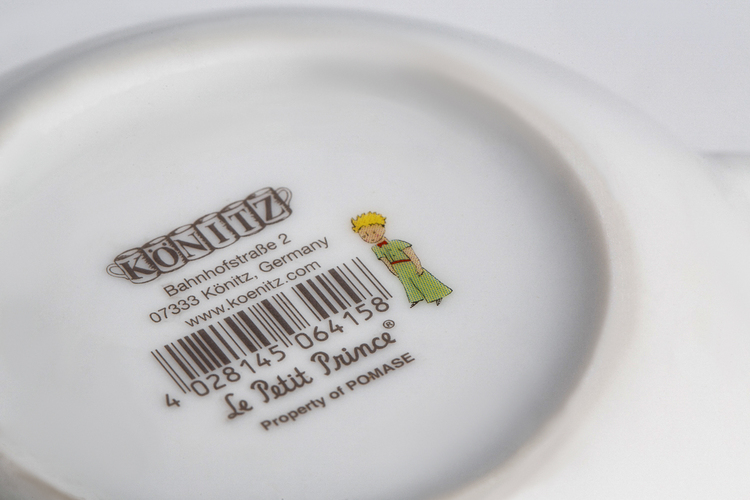 KÖNITZ
Bahnhofstraße 2
07333 Könitz, Germany
www.koenitz.com
4 028145 064158
Le Petit Prince®
Property of POMASE